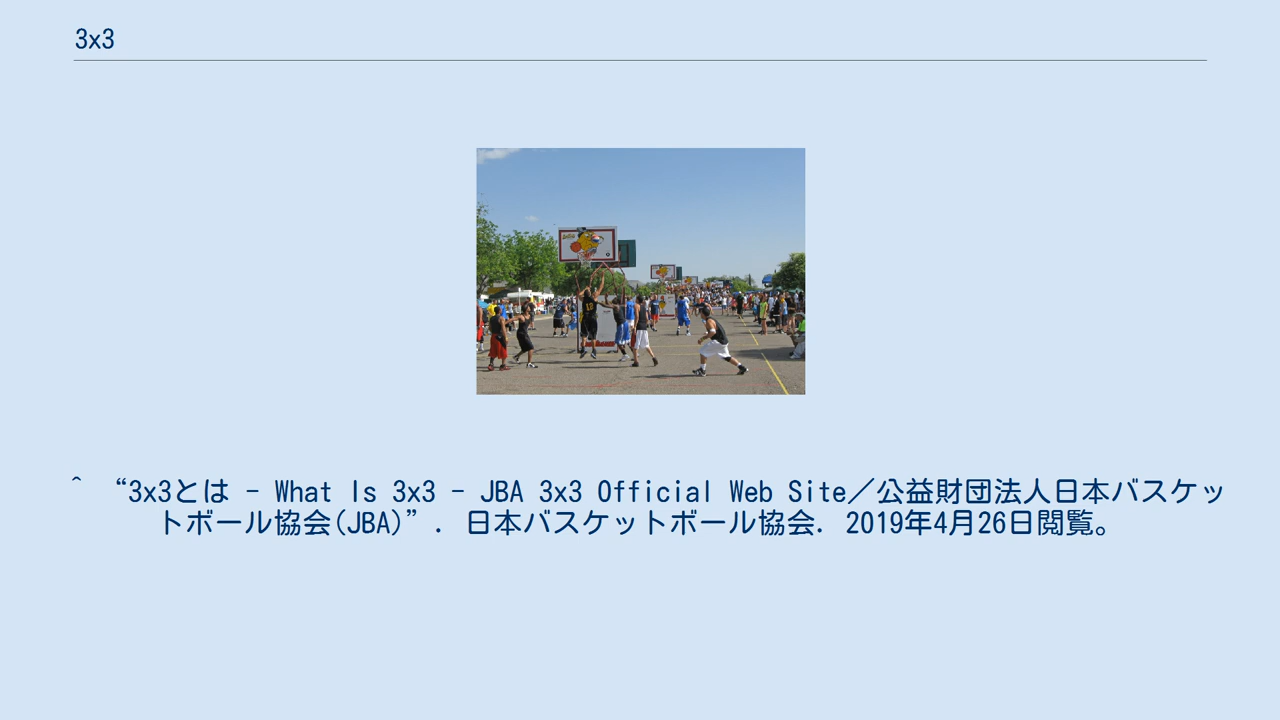 3x3
^ “3x3とは - What Is 3x3 - JBA 3x3 Official Web Site／公益財団法人日本バスケッ
トボール協会(JBA)”. 日本バスケットボール協会. 2019年4月26日閲覧。